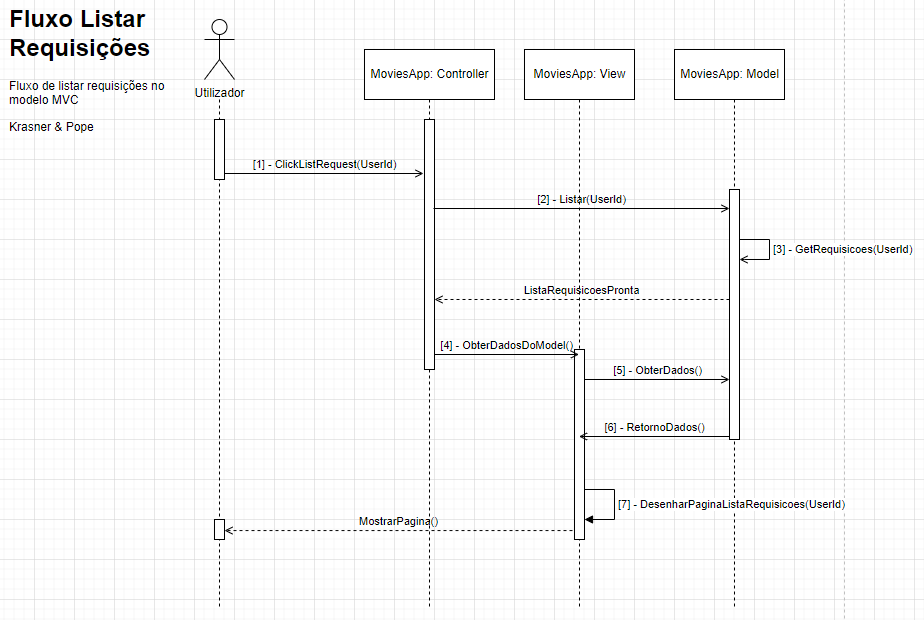 Fluxo Listar
Requisições
Fluxo de listar requisições no
modelo MVC
Krasner & Pope
Utilizador
MoviesApp: Controller
MoviesApp: View
MoviesApp: Model
[1] - ClickListRequest(UserId)
[2] - Listar(UserId)
[3] - GetRequisicoes(UserId)
ListaRequisicoesPronta
[4] - ObterDadosDoModel()
[5] - ObterDados()
[6] - RetornoDados()
[7] - DesenharPaginaListaRequisicoes(UserId)
MostrarPagina()